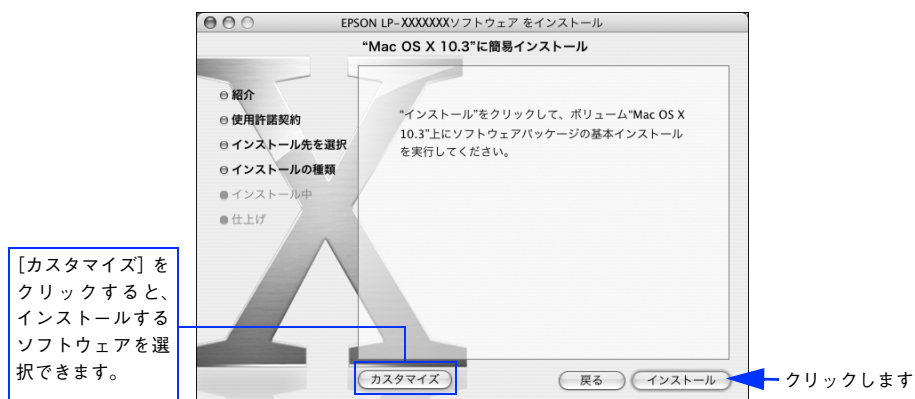 EPSON LP-XXXXXXXソフトウェア をインストール
“Mac OS X 10.3”に簡易インストール
紹介
使用許諾契約
インストール先を選択
インストールの種類
インストール中
仕上げ
“インストール”をクリックして、ボリューム“Mac OS X
10.3”上にソフトウェアパッケージの基本インストール
を実行してください。
[カスタマイズ] を
クリックすると、
インストールする
ソフトウェアを選
択できます。
カスタマイズ
戻る
インストール
クリックします